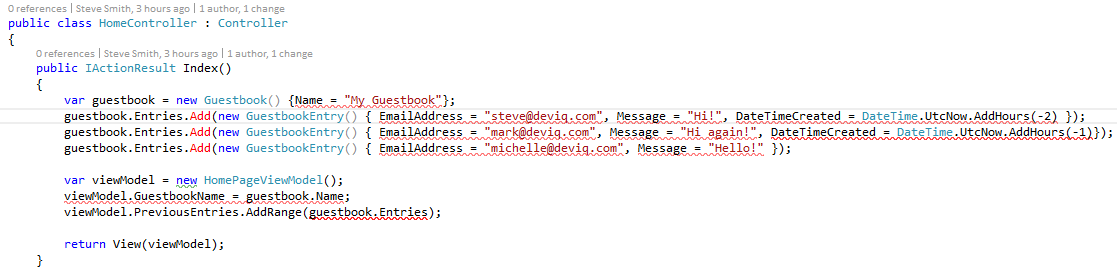 0 references | Steve Smith, 3 hours ago | 1 author, 1 change
public class HomeController : Controller
{
0 references | Steve Smith, 3 hours ago | 1 author, 1 change
public IActionResult Index()
{
var guestbook = new Guestbook() {Name = "My Guestbook"};
guestbook.Entries.Add(new GuestbookEntry() { EmailAddress = "steve@deviq.com", Message = "Hi!", DateTimeCreated = DateTime.UtcNow.AddHours(-2) });
guestbook.Entries.Add(new GuestbookEntry() { EmailAddress = "mark@deviq.com", Message = "Hi again!", DateTimeCreated = DateTime.UtcNow.AddHours(-1)});
guestbook.Entries.Add(new GuestbookEntry() { EmailAddress = "michelle@deviq.com", Message = "Hello!" });
var viewModel = new HomePageViewModel();
viewModel.GuestbookName = guestbook.Name;
viewModel.PreviousEntries.AddRange(guestbook.Entries);
return View(viewModel);
}